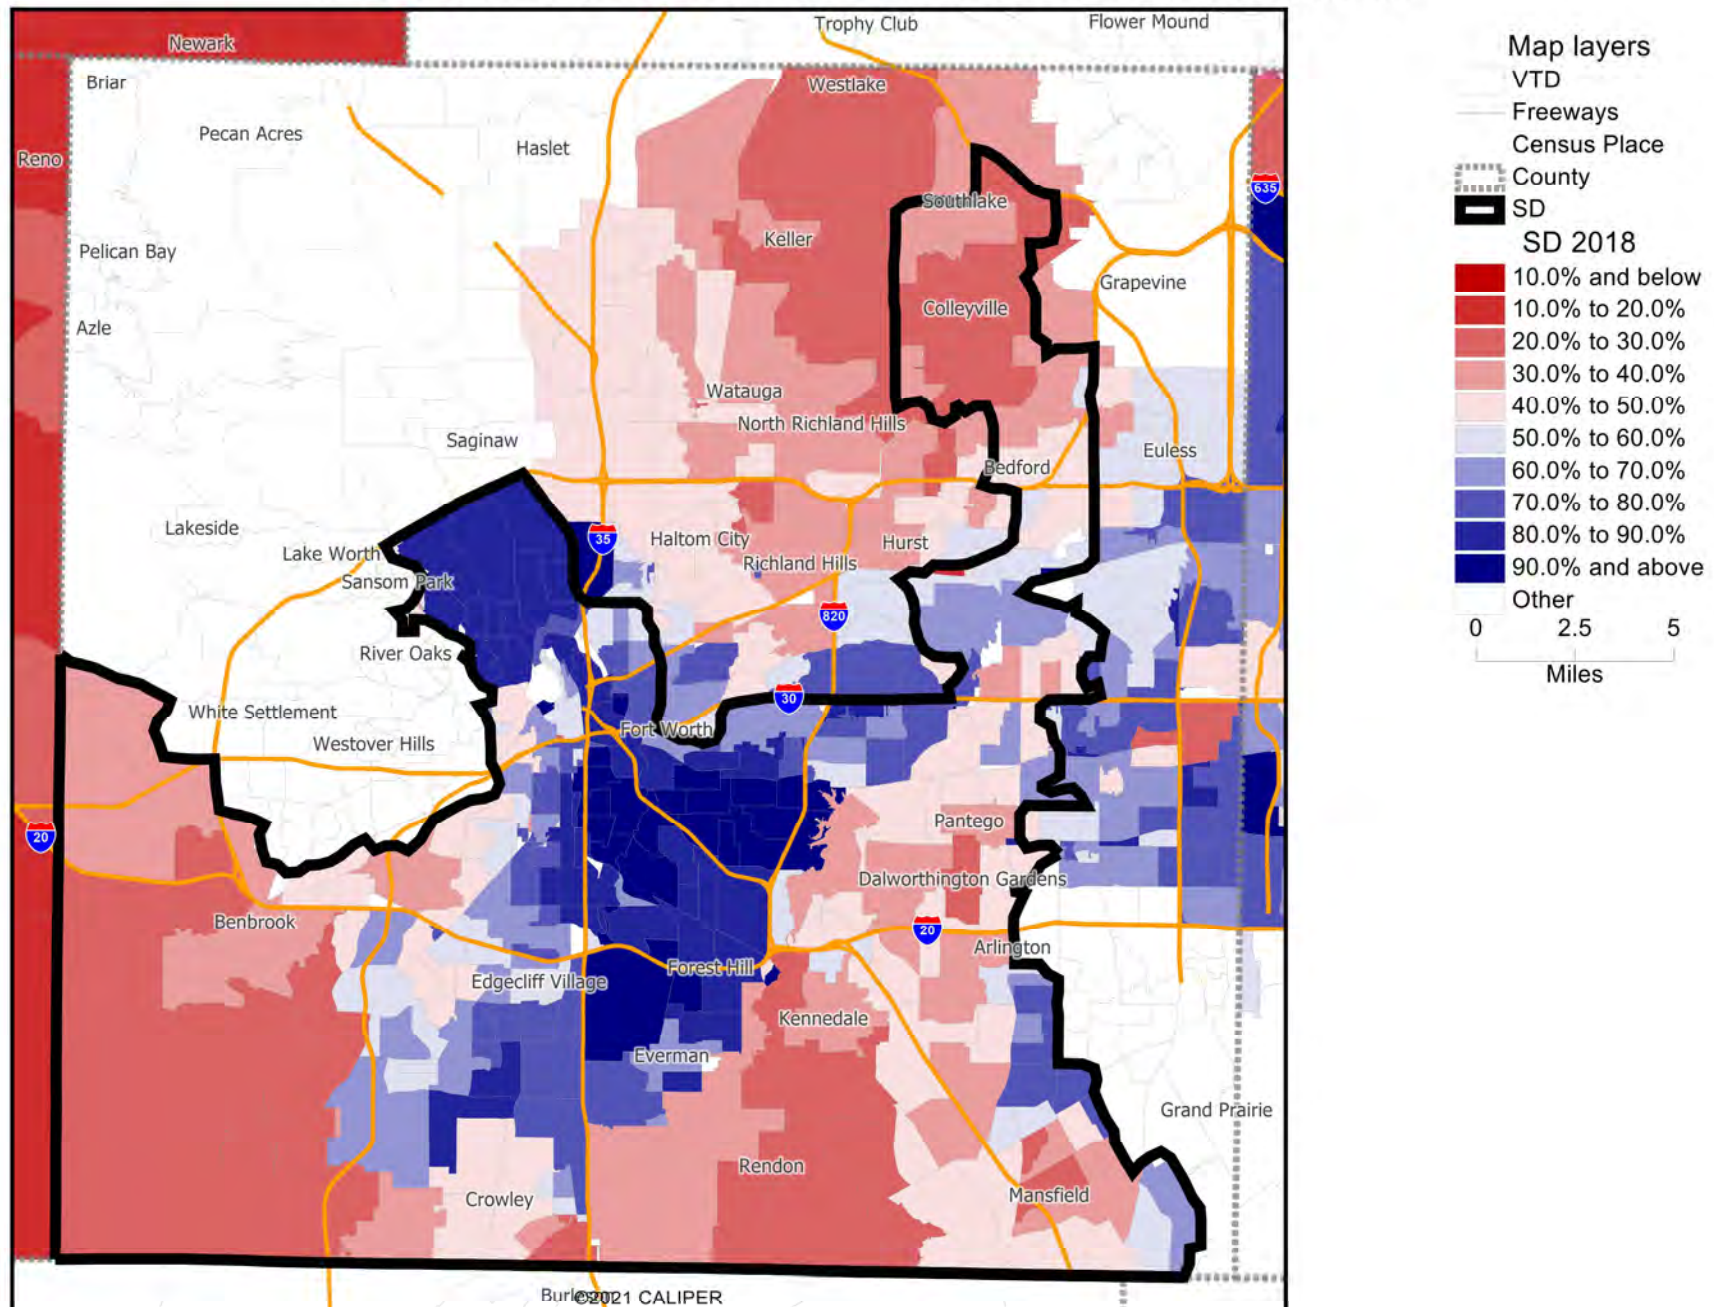 Trophy Club
Flower Mound
Newark
Briar
Westlake
Pecan Acres
Haslet
Reno
635
Southlake
Keller
Pelican Bay
Grapevine
Colleyville
Azle
Watauga
North Richland Hills
Saginaw
Euless
Bedford
Lakeside
35
Haltom City
Hurst
Lake Worth
Richland Hills
Sansom Park
820
River Oaks
30
White Settlement
Fort Worth
Westover Hills
Pantego
20
Dalworthington Gardens
Benbrook
20
Arlington
Forest Hill
Edgecliff Village
Kennedale
Everman
Grand Prairie
Rendon
Crowley
Mansfield
Burleson
©2021 CALIPER
Map layers
VTD
Freeways
Census Place
County
SD
SD 2018
10.0% and below
10.0% to 20.0%
20.0% to 30.0%
30.0% to 40.0%
40.0% to 50.0%
50.0% to 60.0%
60.0% to 70.0%
70.0% to 80.0%
80.0% to 90.0%
90.0% and above
Other
0 2.5 5
Miles